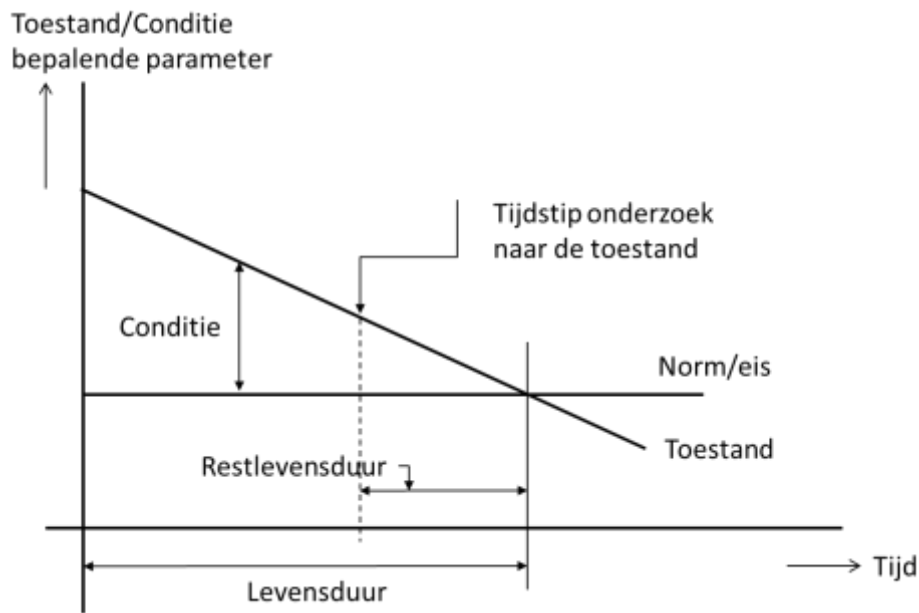 Toestand/Conditie
bepalende parameter
Tijdstip onderzoek
naar de toestand
Conditie
Norm/eis
Toestand
Restlevensduur
Tijd
Levensduur